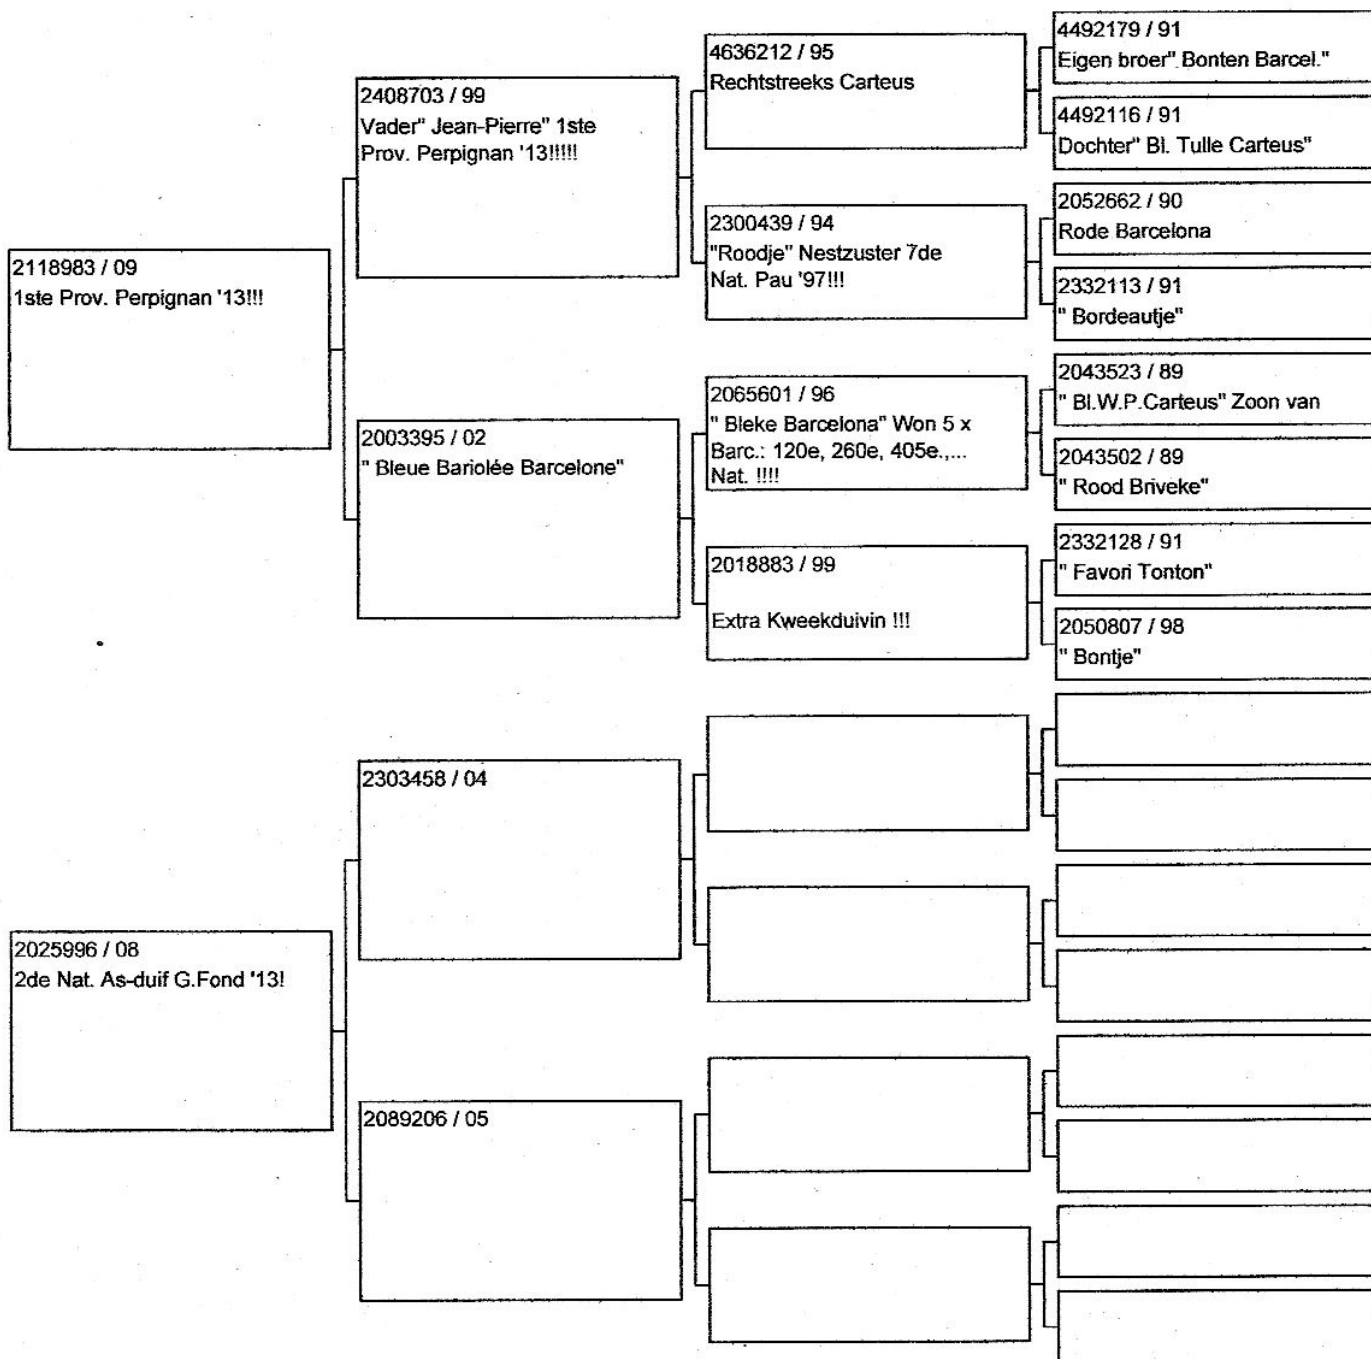 2118983 / 09
1ste Prov. Perpignan '13!!!
2408703 / 99
Vader" Jean-Pierre" 1ste
Prov. Perpignan '13!!!!!
4636212 / 95
Rechtstreeks Carteus
4492179 / 91
Eigen broer" Bonten Barcel."
4492116 / 91
Dochter" Bl. Tulle Carteus"
2300439 / 94
"Roodje" Nestzuster 7de
Nat. Pau '97!!!
2052662 / 90
Rode Barcelona
2332113 / 91
" Bordeautje"
2003395 / 02
" Bleue Bariolée Barcelone"
2065601 / 96
" Bleke Barcelona" Won 5 x
Barc.: 120e, 260e, 405e.,...
Nat. !!!!
2043523 / 89
" Bl.W.P.Carteus" Zoon van
2043502 / 89
" Rood Briveke"
2018883 / 99
Extra Kweekduivin !!!
2332128 / 91
" Favori Tonton"
2050807 / 98
" Bontje"
2025996 / 08
2de Nat. As-duif G.Fond '13!
2303458 / 04
2089206 / 05